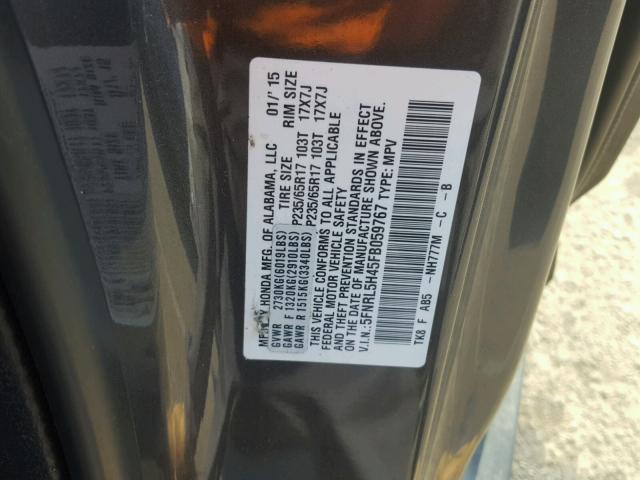 MFD. BY HONDA MFG. OF ALABAMA, LLC 01/'15
GVWR 2730KG(6019LBS) TIRE SIZE RIM SIZE
GAWR F 1320KG(2910LBS) P235/65R17 103T 17X7J
GAWR R 1515KG(3340LBS) P235/65R17 103T 17X7J
THIS VEHICLE CONFORMS TO ALL APPLICABLE
FEDERAL MOTOR VEHICLE SAFETY
AND THEFT PREVENTION STANDARDS IN EFFECT
ON THE DATE OF MANUFACTURE SHOWN ABOVE.
V.I.N.:5FNRL5H45FB059767 TYPE: MPV
TK8 F AB5 -NH777M -C -B